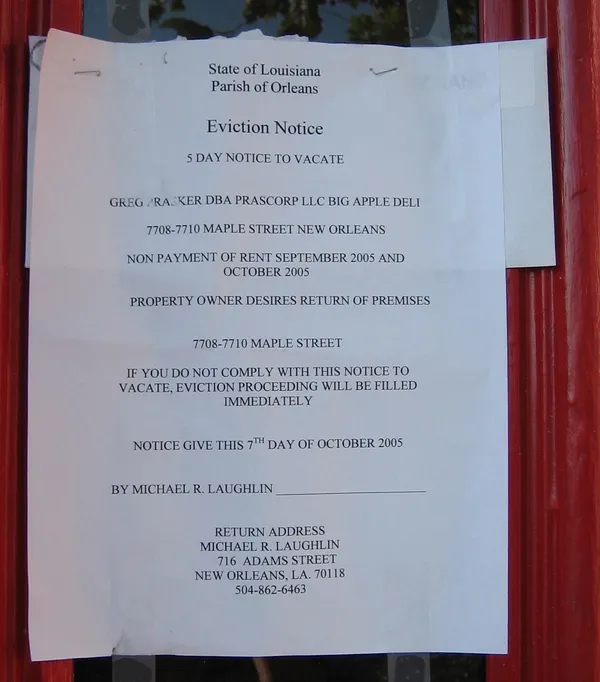 State of Louisiana
Parish of Orleans
Eviction Notice
5 DAY NOTICE TO VACATE
GREG DBA PRASCORP LLC BIG APPLE DELI
7708-7710 MAPLE STREET NEW ORLEANS
NON PAYMENT OF RENT SEPTEMBER 2005 AND
OCTOBER 2005
PROPERTY OWNER DESIRES RETURN OF PREMISES
7708-7710 MAPLE STREET
IF YOU DO NOT COMPLY WITH THIS NOTICE TO
VACATE, EVICTION PROCEEDING WILL BE FILLED
IMMEDIATELY
NOTICE GIVE THIS 7TH DAY OF OCTOBER 2005
BY MICHAEL R. LAUGHLIN
RETURN ADDRESS
MICHAEL R. LAUGHLIN
716 ADAMS STREET
NEW ORLEANS, LA. 70118
504-862-6463